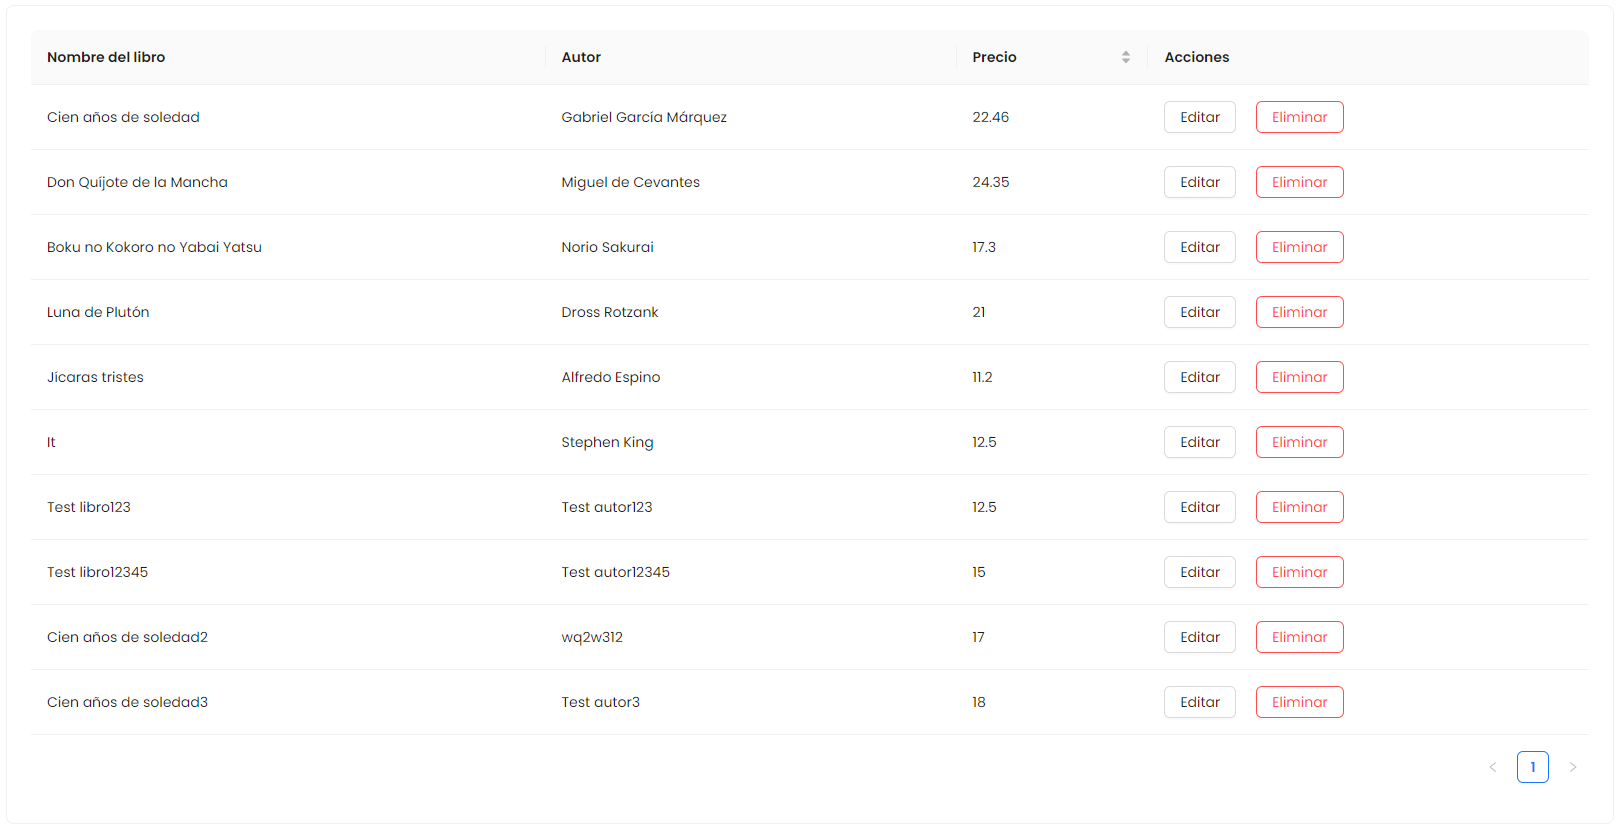 Nombre del libro Autor Precio Acciones
Cien años de soledad Gabriel García Márquez 22.46 Editar Eliminar
Don Quíjote de la Mancha Miguel de Cevantes 24.35 Editar Eliminar
Boku no Kokoro no Yabai Yatsu Norio Sakurai 17.3 Editar Eliminar
Luna de Plutón Dross Rotzank 21 Editar Eliminar
Jícaras tristes Alfredo Espino 11.2 Editar Eliminar
It Stephen King 12.5 Editar Eliminar
Test libro123 Test autor123 12.5 Editar Eliminar
Test libro12345 Test autor12345 15 Editar Eliminar
Cien años de soledad2 wq2w312 17 Editar Eliminar
Cien años de soledad3 Test autor3 18 Editar Eliminar
1